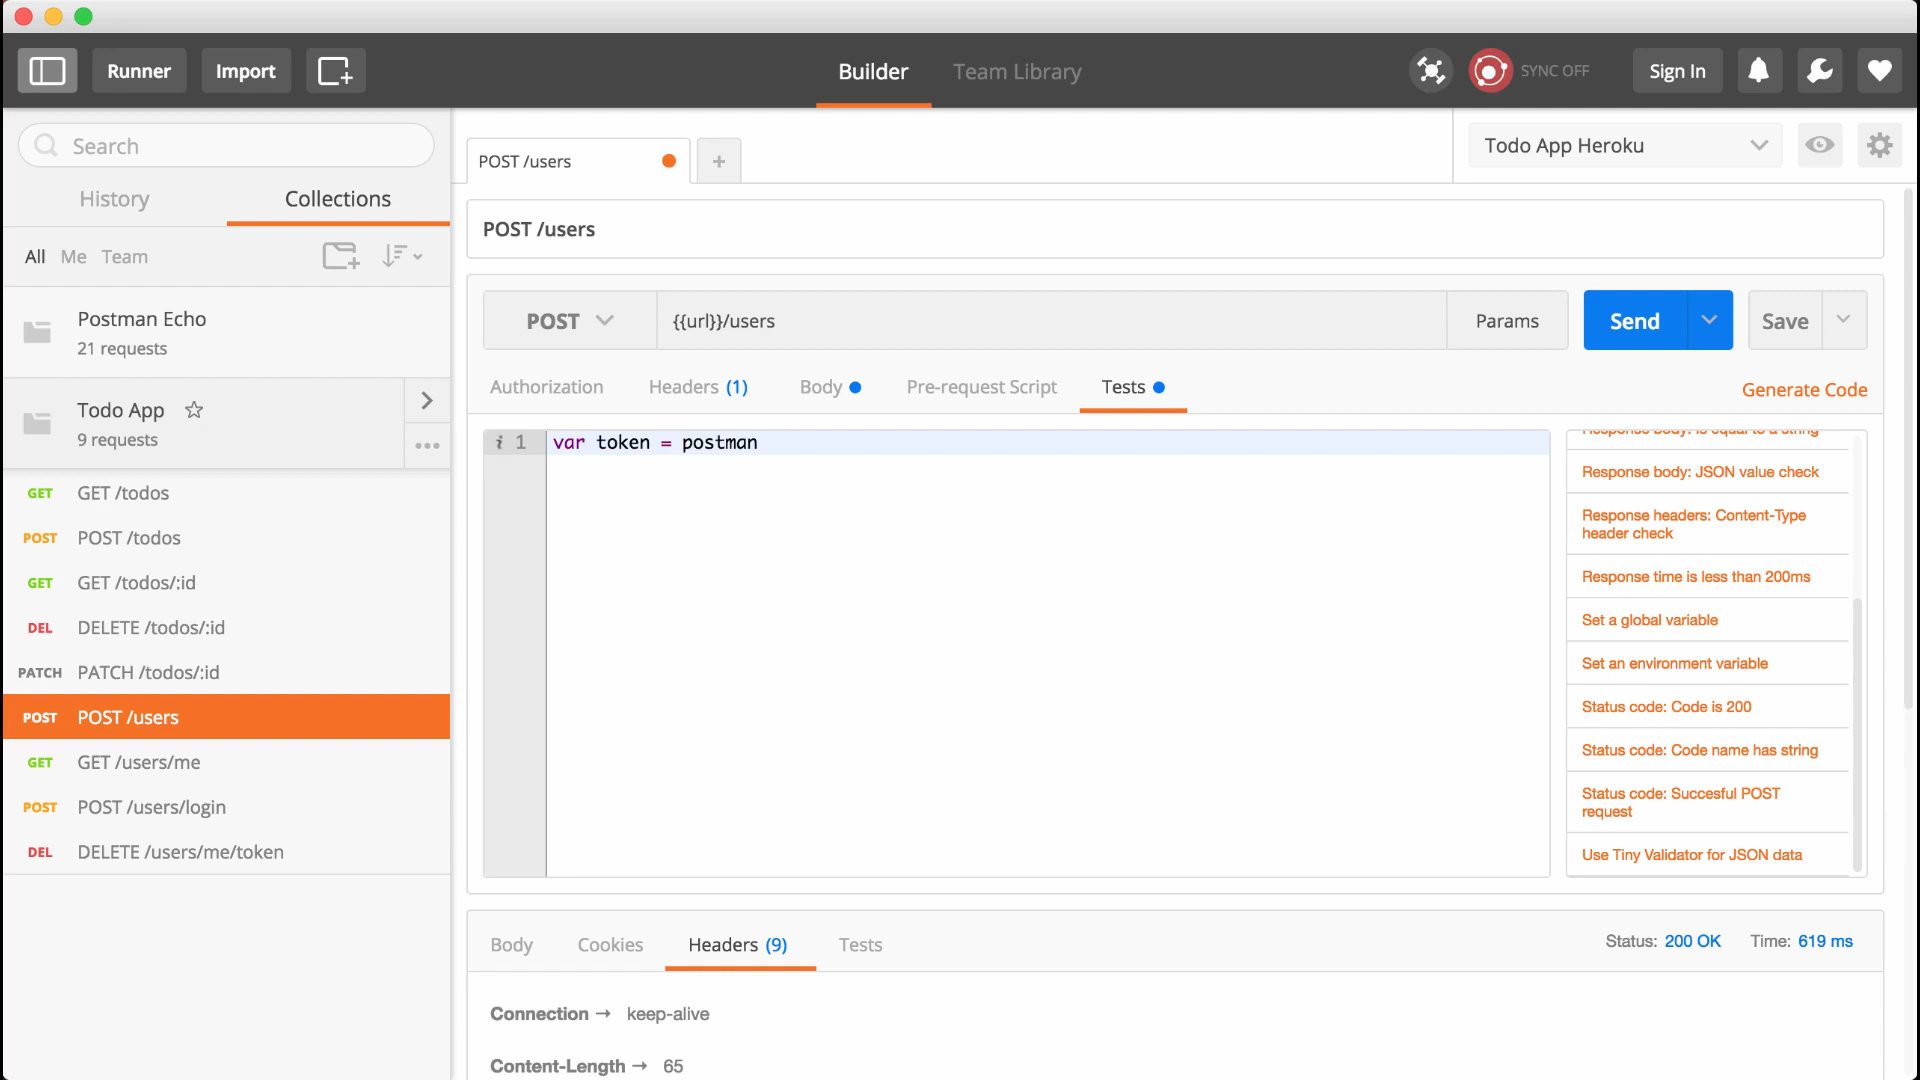 Runner
Import
Builder
Team Library
SYNC OFF
Sign In
Search
History
Collections
All Me Team
Postman Echo
21 requests
Todo App
9 requests
GET GET /todos
POST POST /todos
GET GET /todos/:id
DEL DELETE /todos/:id
PATCH PATCH /todos/:id
POST POST /users
GET GET /users/me
POST POST /users/login
DEL DELETE /users/me/token
POST /users
Todo App Heroku
POST /users
POST
{{url}}/users
Params
Send
Save
Authorization
Headers (1)
Body
Pre-request Script
Tests
Generate Code
i 1 var token = postman
Response body: is equal to a string
Response body: JSON value check
Response headers: Content-Type
header check
Response time is less than 200ms
Set a global variable
Set an environment variable
Status code: Code is 200
Status code: Code name has string
Status code: Succesful POST
request
Use Tiny Validator for JSON data
Body
Cookies
Headers (9)
Tests
Status: 200 OK
Time: 619 ms
Connection → keep-alive
Content-Length → 65